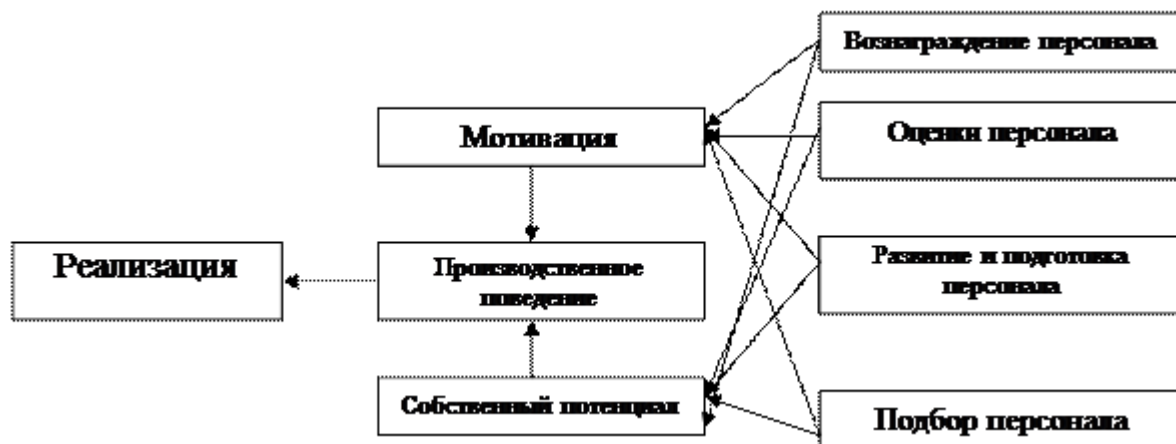 Вознаграждение персонала
Мотивация
Оценки персонала
Реализация
Производственное
поведение
Развитие и подготовка
персонала
Собственный потенциал
Подбор персонала